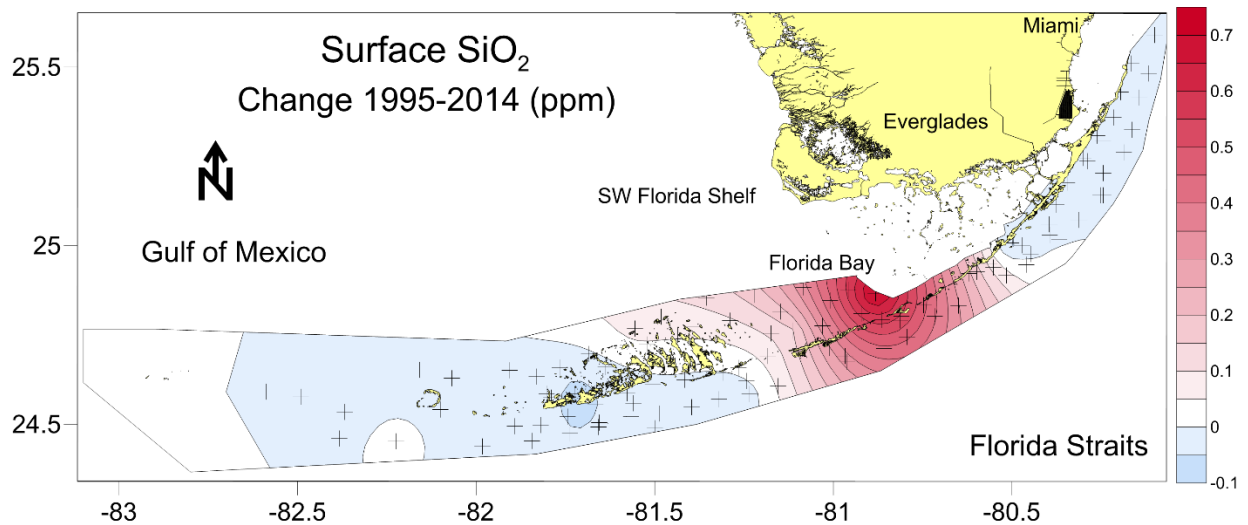 Surface SiO₂
Change 1995-2014 (ppm)
N
Gulf of Mexico
Miami
Everglades
SW Florida Shelf
Florida Bay
Florida Straits
25.5
25
24.5
-83
-82.5
-82
-81.5
-81
-80.5
0.7
0.6
0.5
0.4
0.3
0.2
0.1
0
-0.1